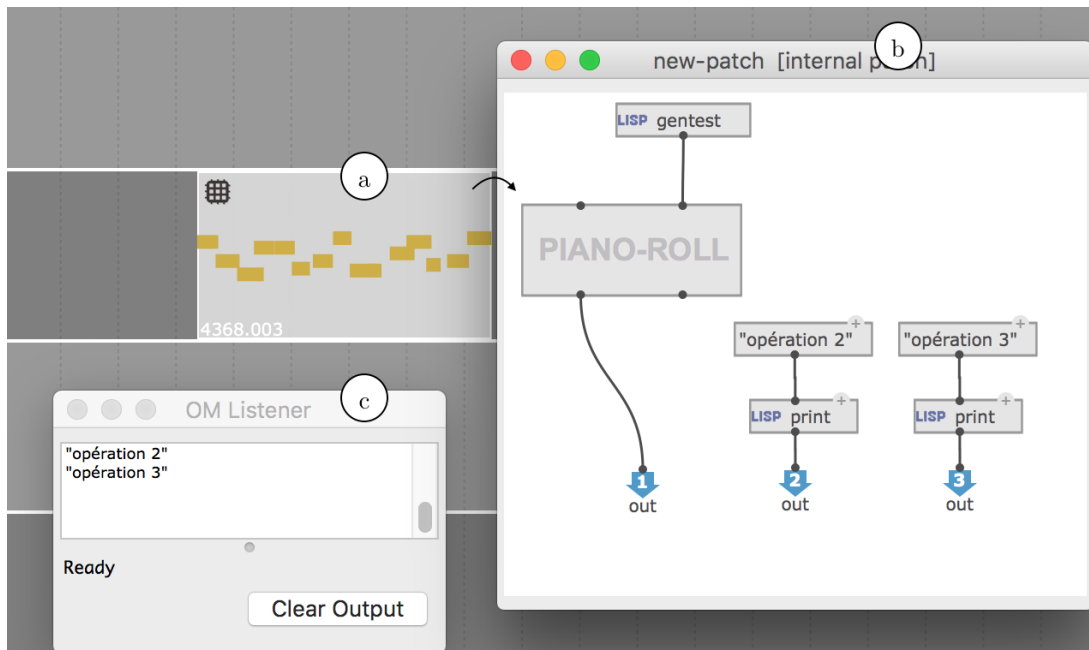 a
4368.003
b
new-patch [internal patch]
LISP gentest
PIANO-ROLL
"opération 2"
"opération 3"
LISP print
LISP print
1
2
3
out
out
out
c
OM Listener
"opération 2"
"opération 3"
Ready
Clear Output